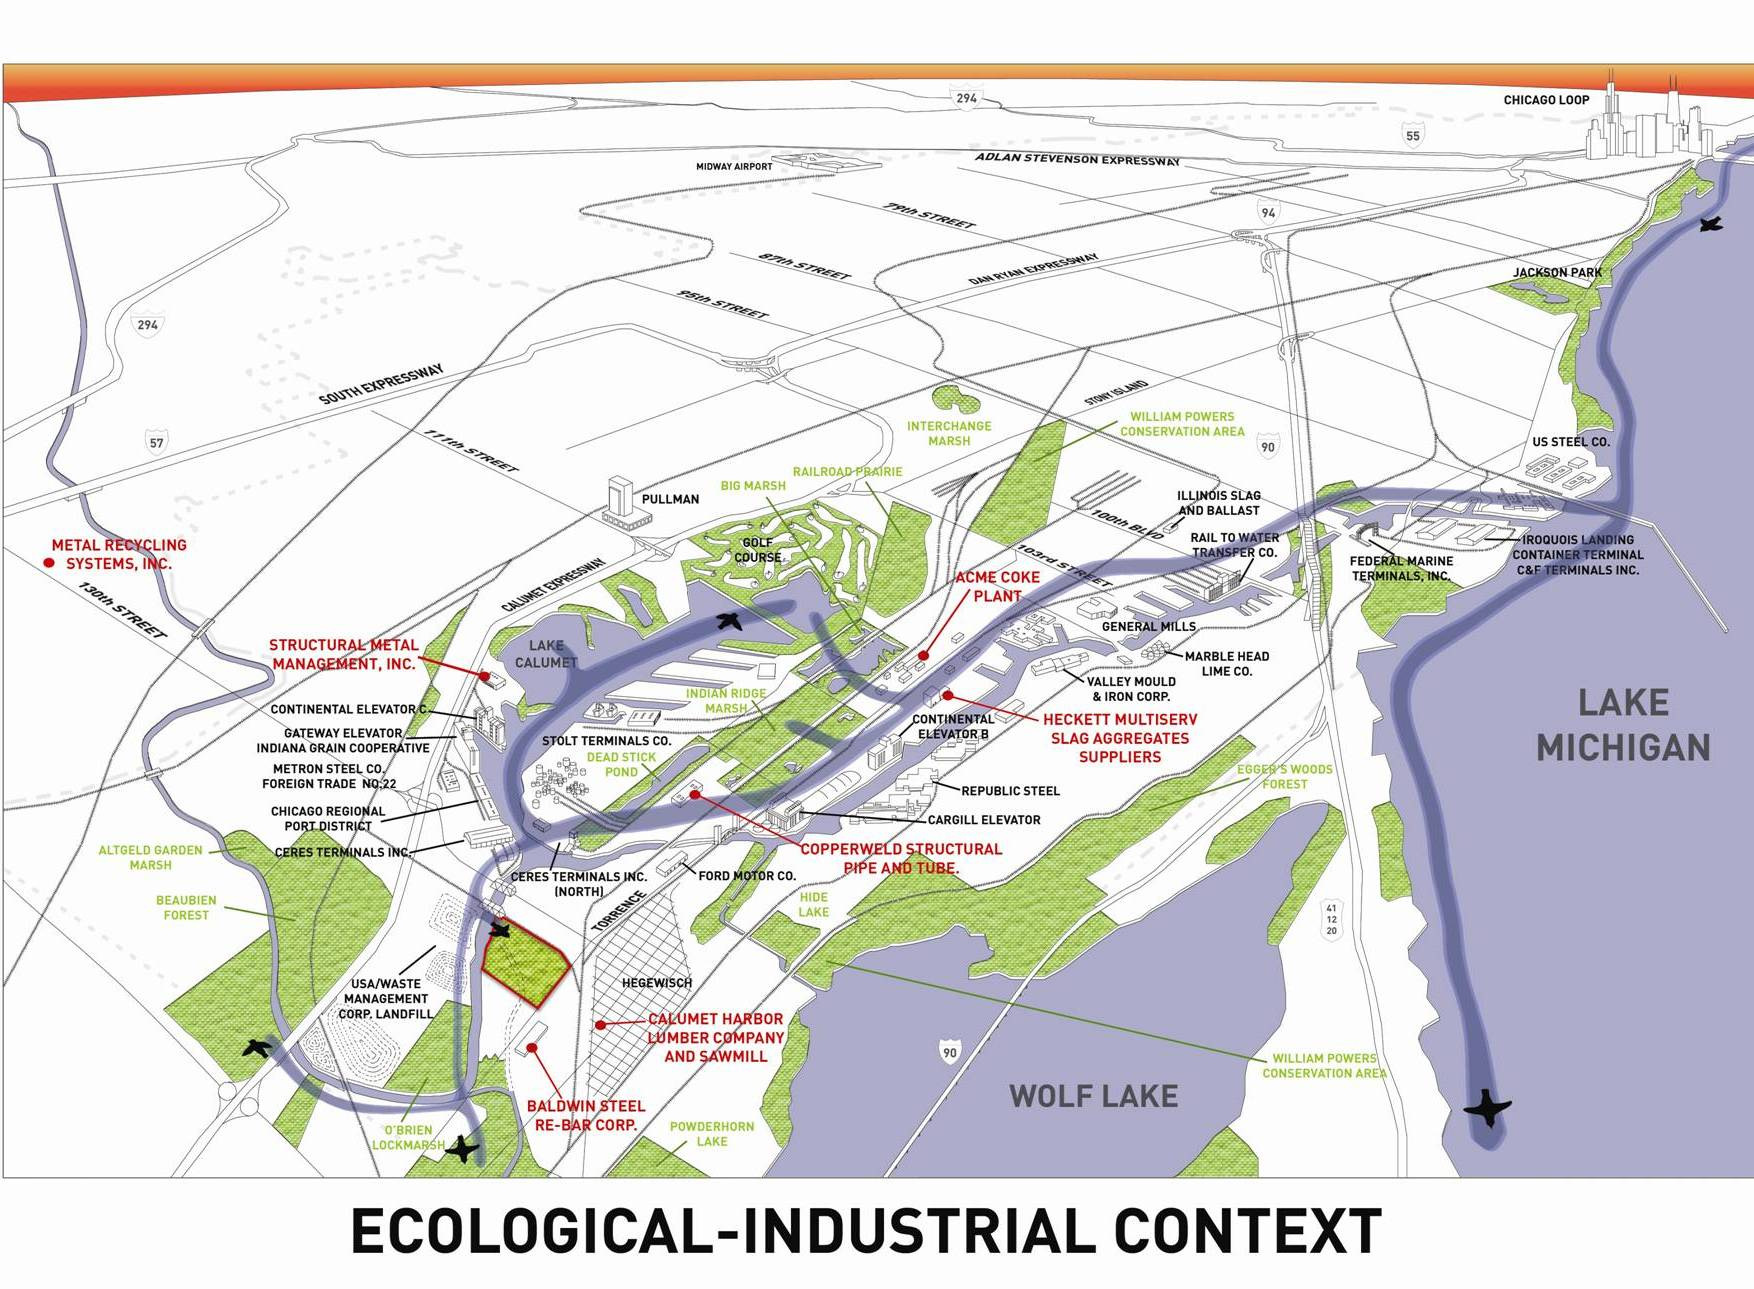 294
CHICAGO LOOP
55
MIDWAY AIRPORT
ADLAN STEVENSON EXPRESSWAY
79th STREET
94
87th STREET
DAN RYAN EXPRESSWAY
JACKSON PARK
95th STREET
294
SOUTH EXPRESSWAY
STONY ISLAND
INTERCHANGE
MARSH
WILLIAM POWERS
CONSERVATION AREA
57
111th STREET
90
US STEEL CO.
RAILROAD PRAIRIE
BIG MARSH
PULLMAN
ILLINOIS SLAG
AND BALLAST
100th BLVD
RAIL TO WATER
TRANSFER CO.
GOLF
COURSE
103rd STREET
IROQUOIS LANDING
CONTAINER TERMINAL
C&F TERMINALS INC.
FEDERAL MARINE
TERMINALS, INC.
METAL RECYCLING
SYSTEMS, INC.
130th STREET
CALUMET EXPRESSWAY
ACME COKE
PLANT
GENERAL MILLS
STRUCTURAL METAL
MANAGEMENT, INC.
LAKE
CALUMET
MARBLE HEAD
LIME CO.
VALLEY MOULD
& IRON CORP.
INDIAN RIDGE
MARSH
CONTINENTAL ELEVATOR C
GATEWAY ELEVATOR
INDIANA GRAIN COOPERATIVE
CONTINENTAL
ELEVATOR B
HECKETT MULTISERV
SLAG AGGREGATES
SUPPLIERS
LAKE
MICHIGAN
STOLT TERMINALS CO.
DEAD STICK
POND
METRON STEEL CO.
FOREIGN TRADE NO.22
EGGER'S WOODS
FOREST
REPUBLIC STEEL
CHICAGO REGIONAL
PORT DISTRICT
CARGILL ELEVATOR
CERES TERMINALS INC.
COPPERWELD STRUCTURAL
PIPE AND TUBE.
ALTGELD GARDEN
MARSH
CERES TERMINALS INC.
(NORTH)
FORD MOTOR CO.
BEAUBIEN
FOREST
TORRENCE
HIDE
LAKE
41
12
20
USA/WASTE
MANAGEMENT
CORP. LANDFILL
HEGEWISCH
CALUMET HARBOR
LUMBER COMPANY
AND SAWMILL
90
WILLIAM POWERS
CONSERVATION AREA
WOLF LAKE
BALDWIN STEEL
RE-BAR CORP.
O'BRIEN
LOCKMARSH
POWDERHORN
LAKE
ECOLOGICAL-INDUSTRIAL CONTEXT